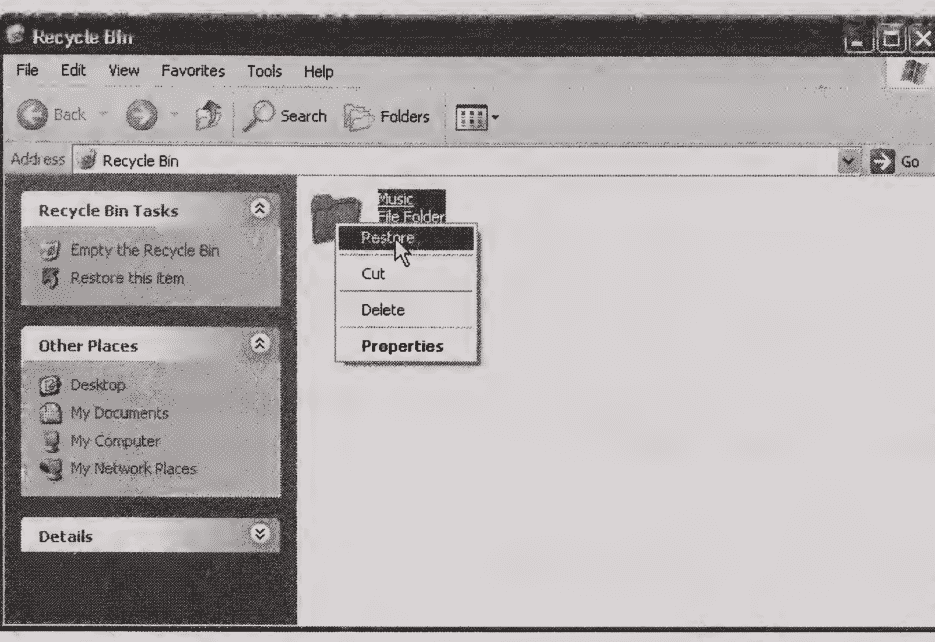 Recycle Bin
File Edit View Favorites Tools Help
Back Search Folders
Address Recycle Bin Go
Recycle Bin Tasks
Empty the Recycle Bin
Restore this item
Other Places
Desktop
My Documents
My Computer
My Network Places
Details
Music
File Folder
Restore
Cut
Delete
Properties